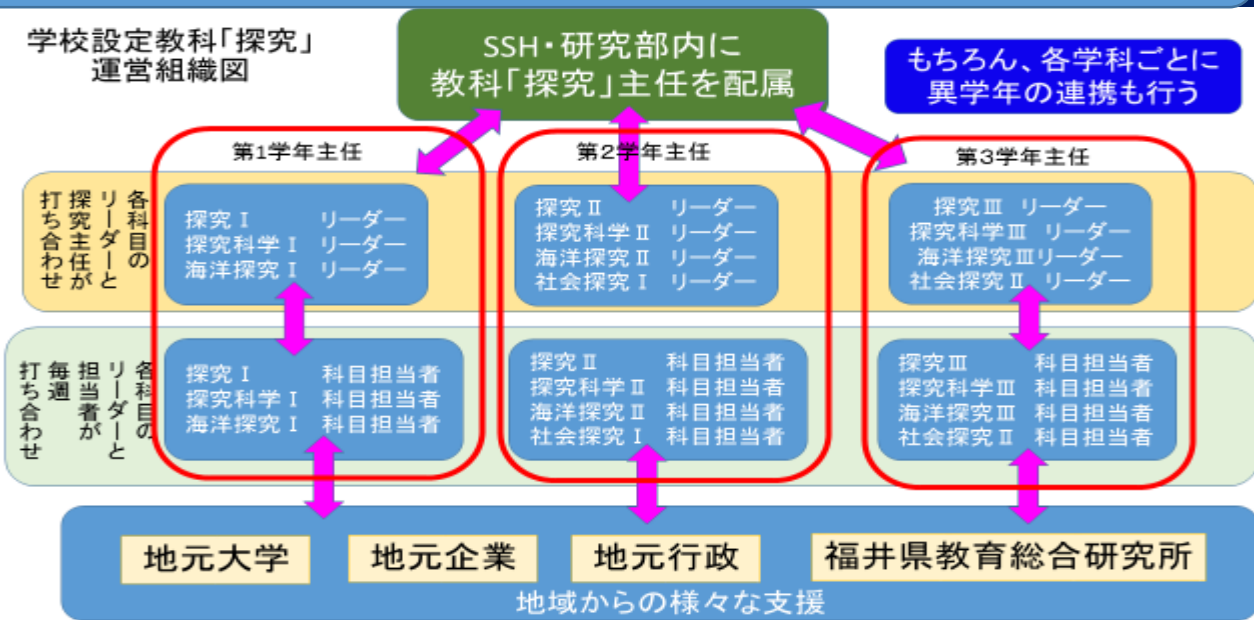 学校設定教科「探究」
運営組織図
SSH・研究部内に
教科「探究」主任を配属
もちろん、各学科ごとに
異学年の連携も行う
第1学年主任
第2学年主任
第3学年主任
各科目の
リーダーと
探究主任が
打ち合わせ
探究Ⅰ リーダー
探究科学Ⅰ リーダー
海洋探究Ⅰ リーダー
探究Ⅱ リーダー
探究科学Ⅱ リーダー
海洋探究Ⅱ リーダー
社会探究Ⅰ リーダー
探究Ⅲ リーダー
探究科学Ⅲ リーダー
海洋探究Ⅲリーダー
社会探究Ⅱ リーダー
各科目の
リーダーと
担当者が
毎週
打ち合わせ
探究Ⅰ 科目担当者
探究科学Ⅰ 科目担当者
海洋探究Ⅰ 科目担当者
探究Ⅱ 科目担当者
探究科学Ⅱ 科目担当者
海洋探究Ⅱ 科目担当者
社会探究Ⅰ 科目担当者
探究Ⅲ 科目担当者
探究科学Ⅲ 科目担当者
海洋探究Ⅲ 科目担当者
社会探究Ⅱ 科目担当者
地元大学
地元企業
地元行政
福井県教育総合研究所
地域からの様々な支援